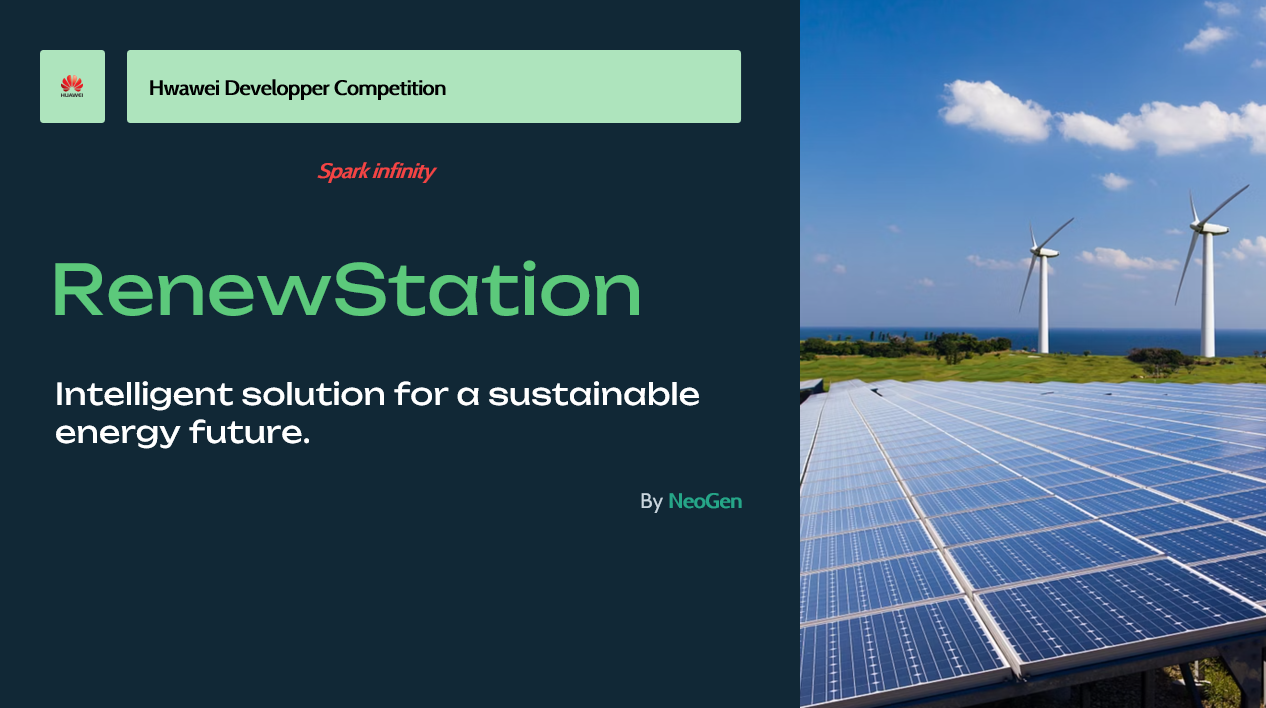 HUAWEI
Hwawei Developper Competition
Spark infinity
RenewStation
Intelligent solution for a sustainable
energy future.
By NeoGen